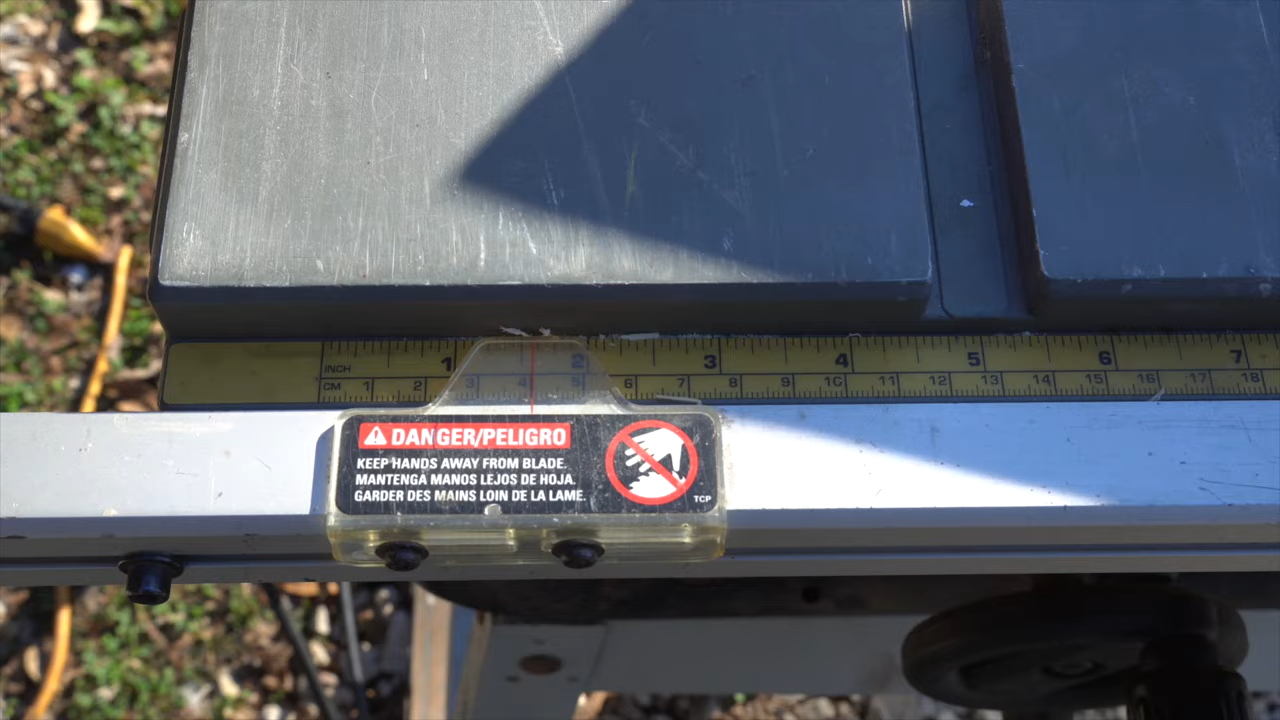 INCH 1 2 3 4 5 6 7
CM 1 2 3 4 5 6 7 8 9 10 11 12 13 14 15 16 17 18
DANGER/PELIGRO
KEEP HANDS AWAY FROM BLADE.
MANTENGA MANOS LEJOS DE HOJA.
GARDER DES MAINS LOIN DE LA LAME.
TCP